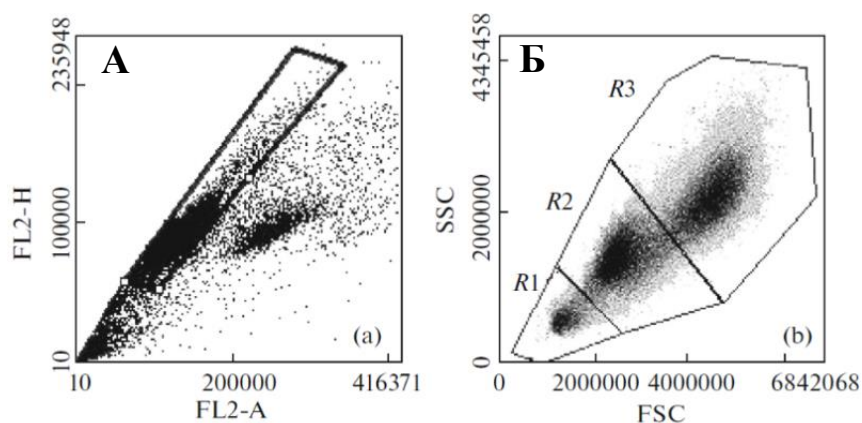 А
235948
100000
10
FL2-H
10
200000
416371
FL2-A
(a)
Б
4345458
2000000
0
SSC
R3
R2
R1
2000000
4000000
6842068
FSC
(b)